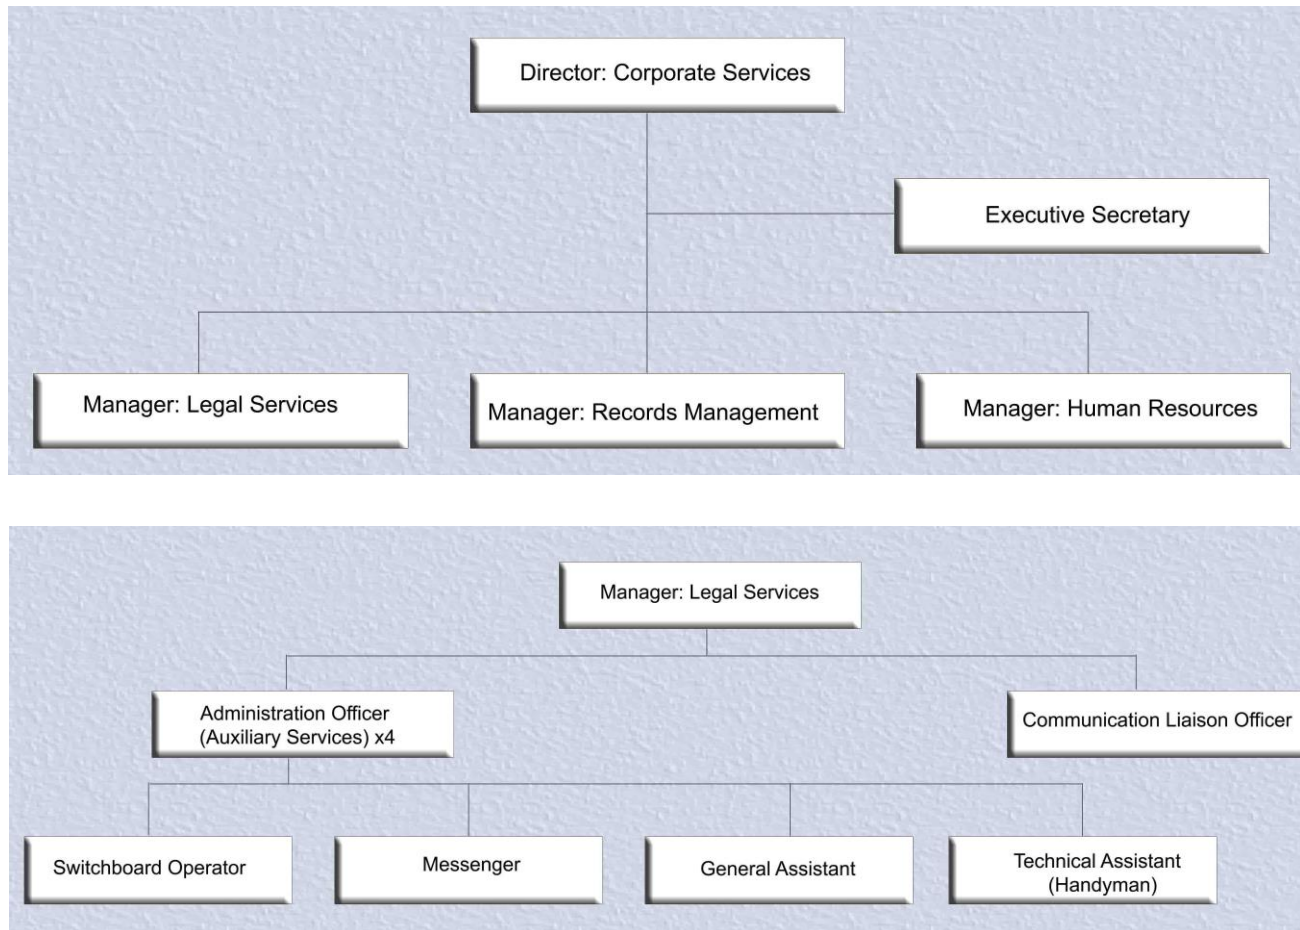 Director: Corporate Services
Executive Secretary
Manager: Legal Services
Manager: Records Management
Manager: Human Resources
Manager: Legal Services
Administration Officer
(Auxiliary Services) x4
Communication Liaison Officer
Switchboard Operator
Messenger
General Assistant
Technical Assistant
(Handyman)